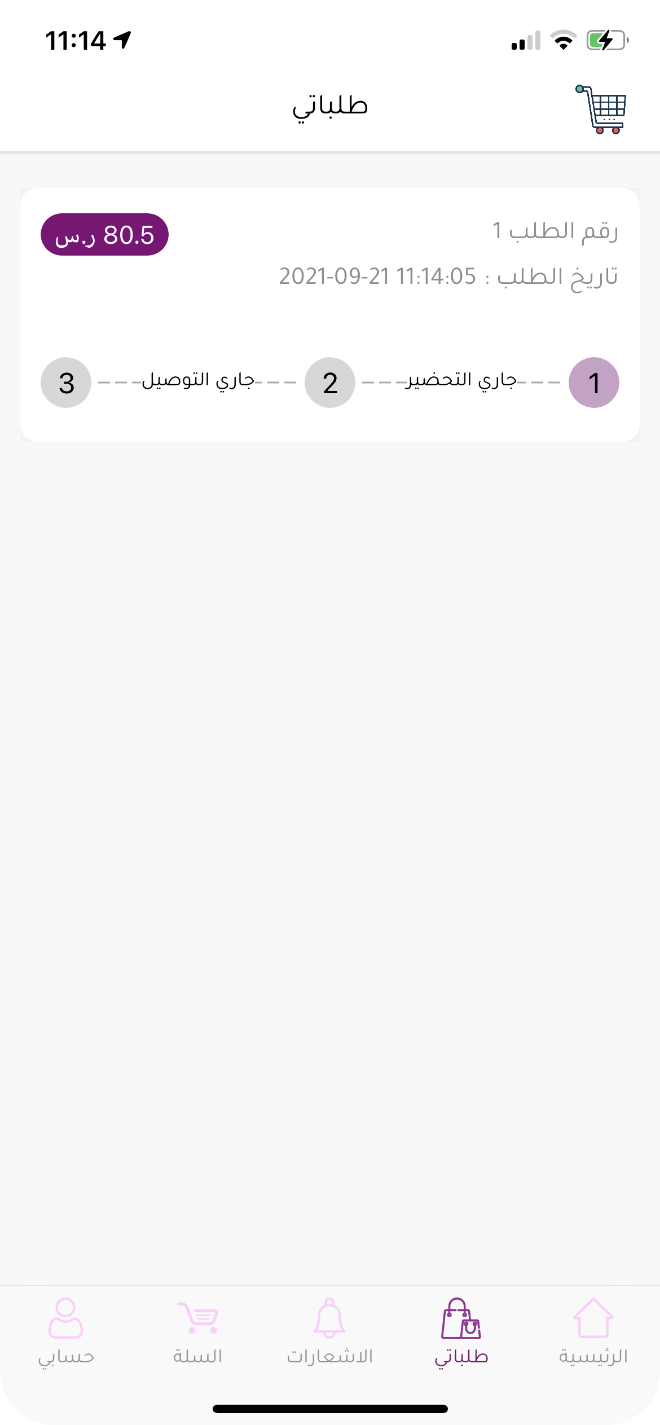 11:14
طلباتي
رقم الطلب 1
80.5 ر.س
تاريخ الطلب : 2021-09-21 11:14:05
1 جاري التحضير 2 جاري التوصيل 3
الرئيسية
طلباتي
الاشعارات
السلة
حسابي